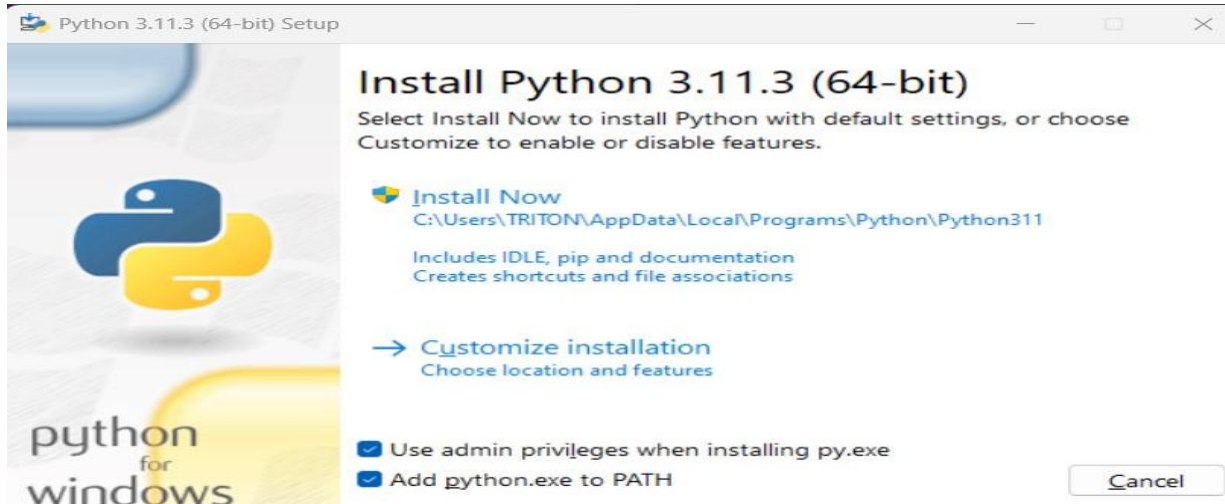 Python 3.11.3 (64-bit) Setup
Install Python 3.11.3 (64-bit)
Select Install Now to install Python with default settings, or choose
Customize to enable or disable features.
Install Now
C:\Users\TRITON\AppData\Local\Programs\Python\Python311
Includes IDLE, pip and documentation
Creates shortcuts and file associations
Customize installation
Choose location and features
python
for
windows
Use admin privileges when installing py.exe
Add python.exe to PATH
Cancel